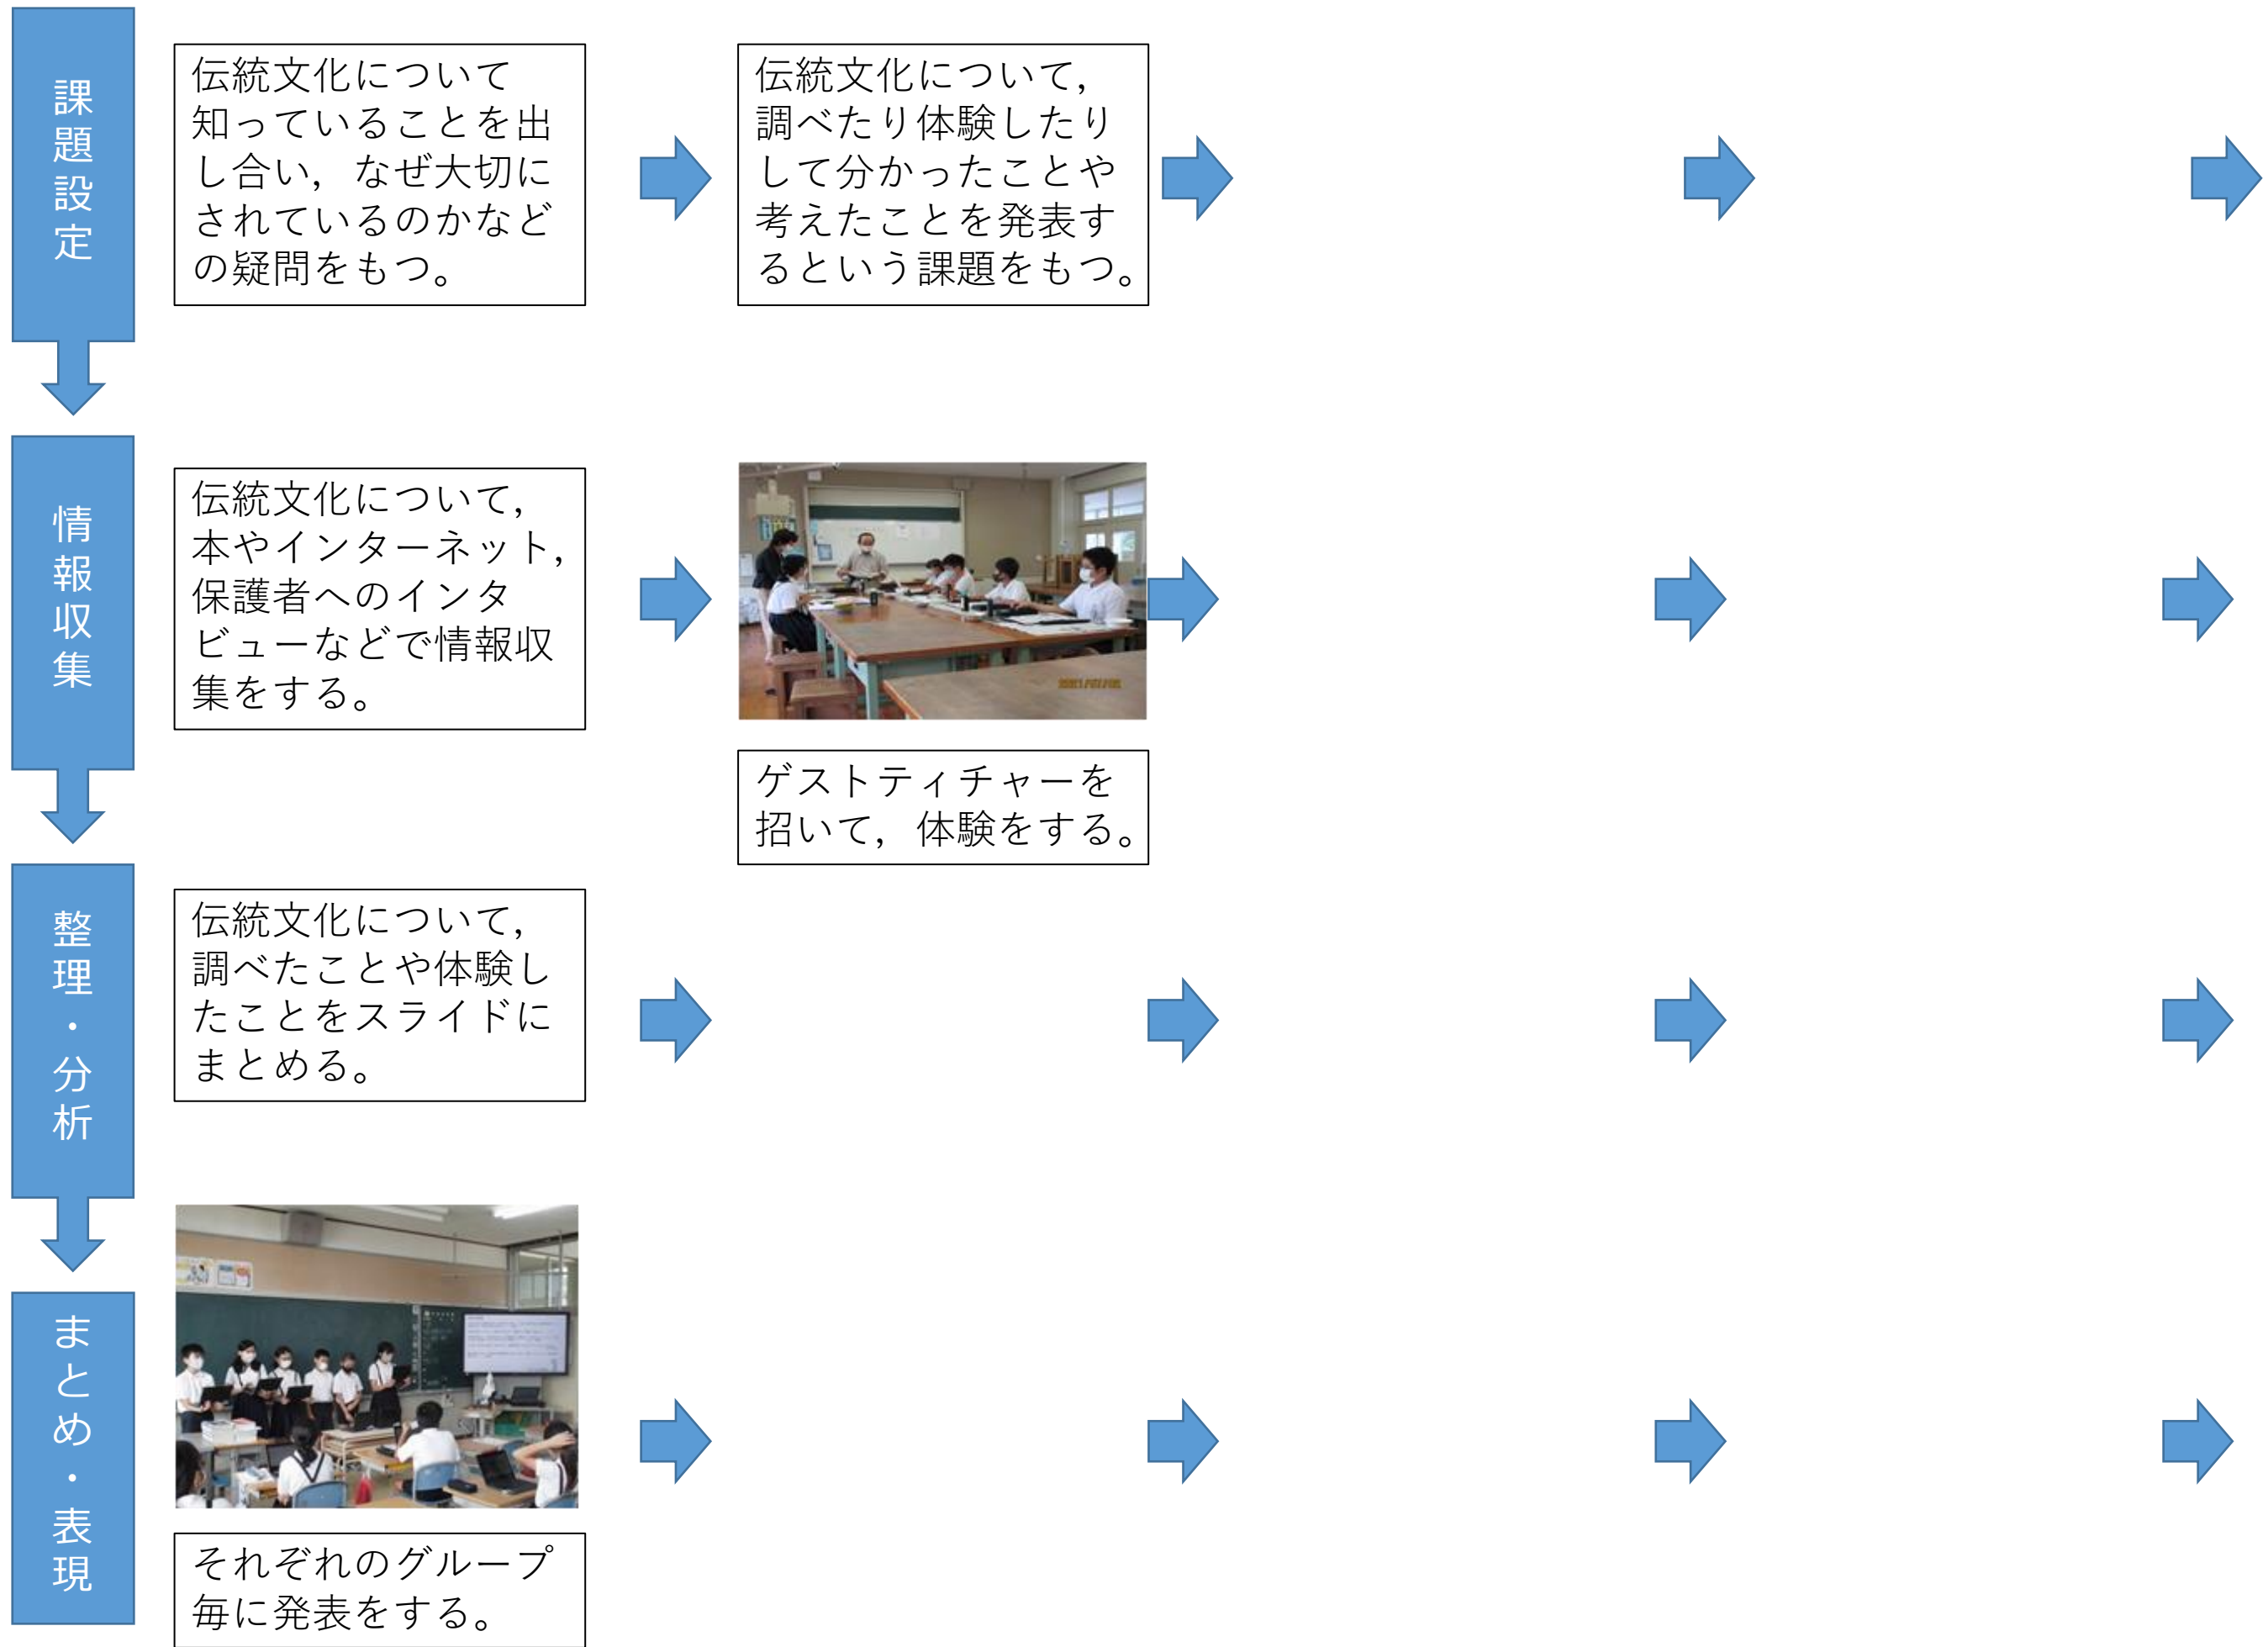 課題設定
伝統文化について
知っていることを出
し合い，なぜ大切に
されているのかなど
の疑問をもつ。
伝統文化について，
調べたり体験したり
して分かったことや
考えたことを発表す
るという課題をもつ。
情報収集
伝統文化について，
本やインターネット，
保護者へのインタ
ビューなどで情報収
集をする。
ゲストティチャーを
招いて，体験をする。
整理・分析
伝統文化について，
調べたことや体験し
たことをスライドに
まとめる。
まとめ・表現
それぞれのグループ
毎に発表をする。